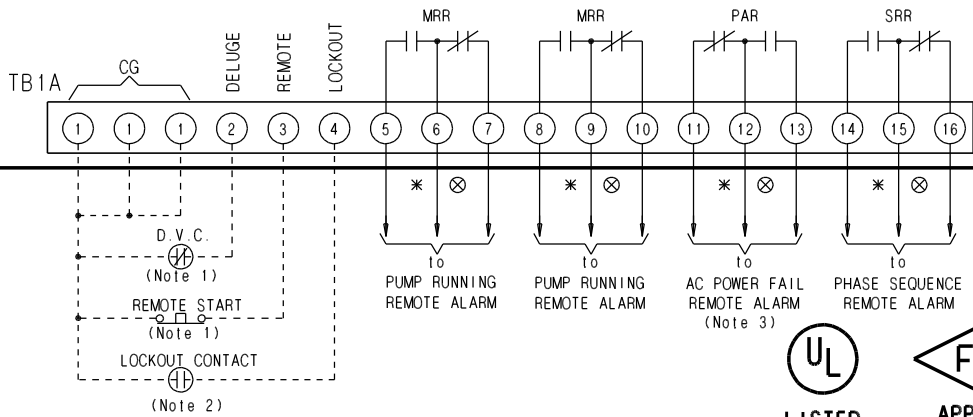 MRR MRR PAR SRR
TB1A CG DELUGE REMOTE LOCKOUT
1 1 1 2 3 4 5 6 7 8 9 10 11 12 13 14 15 16
* * * *
D.V.C.
(Note 1)
REMOTE START
(Note 1)
LOCKOUT CONTACT
(Note 2)
to
PUMP RUNNING
REMOTE ALARM
to
PUMP RUNNING
REMOTE ALARM
to
AC POWER FAIL
REMOTE ALARM
(Note 3)
to
PHASE SEQUENCE
REMOTE ALARM
UL
F